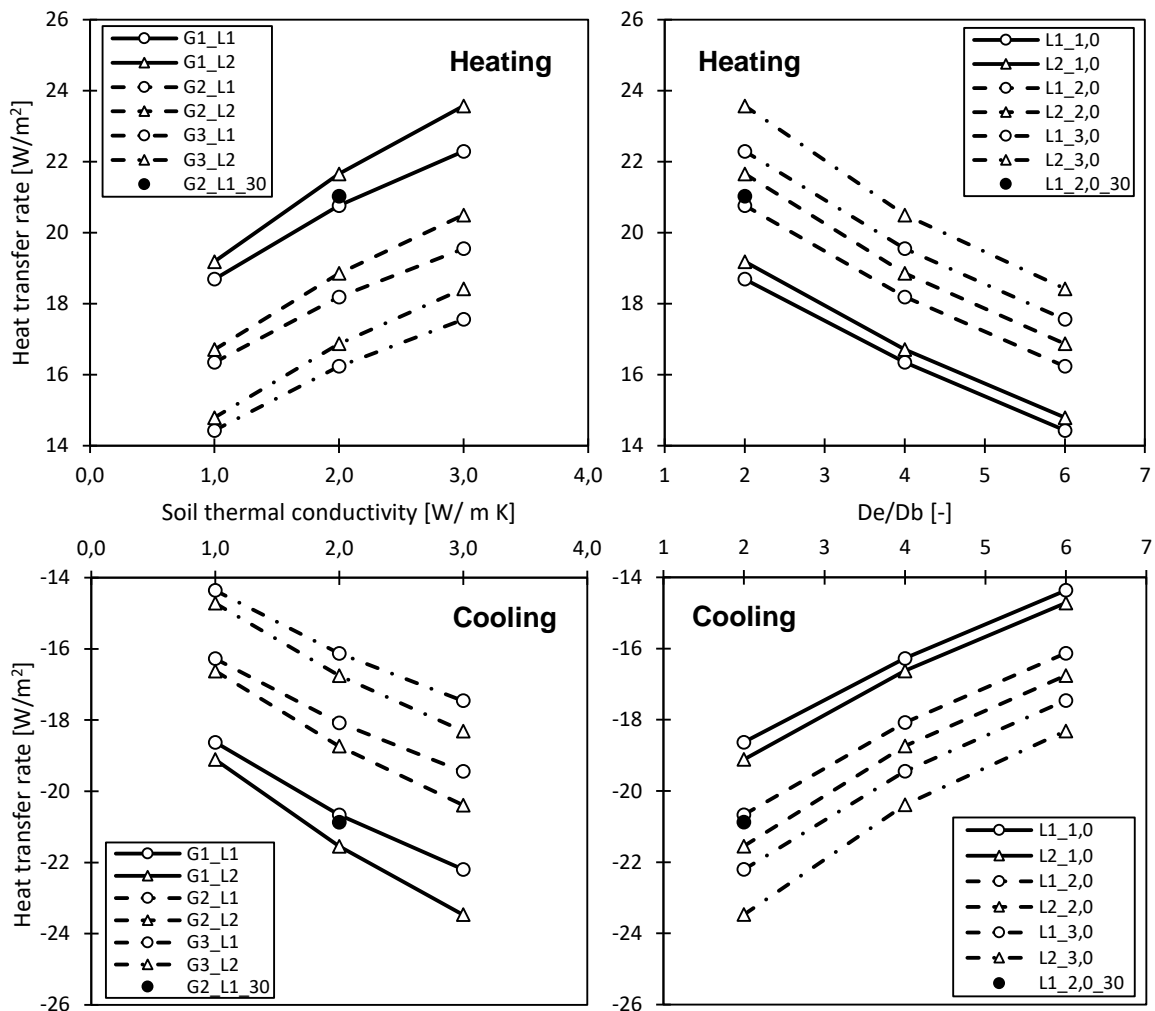 Heat transfer rate [W/m²]
26
24
22
20
18
16
14
G1_L1
G1_L2
G2_L1
G2_L2
G3_L1
G3_L2
G2_L1_30
Heating
0,0 1,0 2,0 3,0 4,0
Soil thermal conductivity [W/ m K]
26
24
22
20
18
16
14
Heating
L1_1,0
L2_1,0
L1_2,0
L2_2,0
L1_3,0
L2_3,0
L1_2,0_30
1 2 3 4 5 6 7
De/Db [-]
0,0 1,0 2,0 3,0 4,0
Heat transfer rate [W/m²]
-14
-16
-18
-20
-22
-24
-26
Cooling
G1_L1
G1_L2
G2_L1
G2_L2
G3_L1
G3_L2
G2_L1_30
1 2 3 4 5 6 7
-14
-16
-18
-20
-22
-24
-26
Cooling
L1_1,0
L2_1,0
L1_2,0
L2_2,0
L1_3,0
L2_3,0
L1_2,0_30